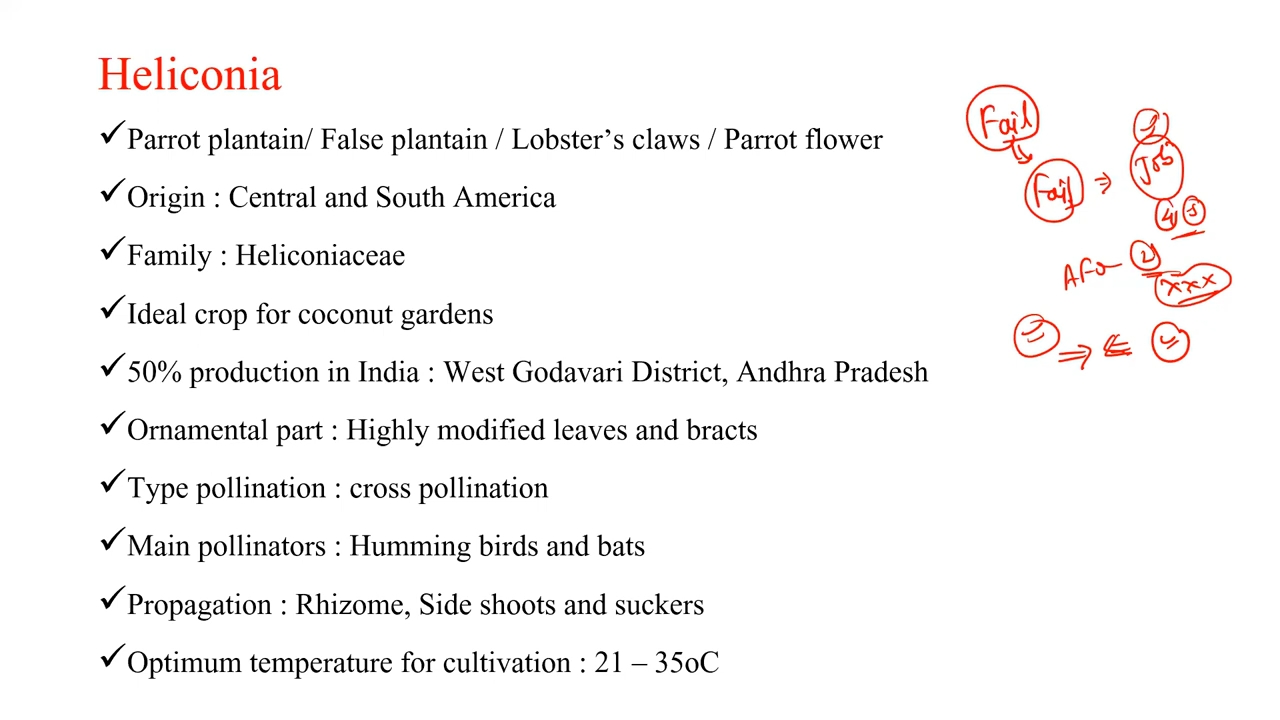 Heliconia
✓Parrot plantain/ False plantain / Lobster’s claws / Parrot flower
✓Origin : Central and South America
✓Family : Heliconiaceae
✓Ideal crop for coconut gardens
✓50% production in India : West Godavari District, Andhra Pradesh
✓Ornamental part : Highly modified leaves and bracts
✓Type pollination : cross pollination
✓Main pollinators : Humming birds and bats
✓Propagation : Rhizome, Side shoots and suckers
✓Optimum temperature for cultivation : 21 – 35oC
Fail
Fail ⇒
Job
xxx